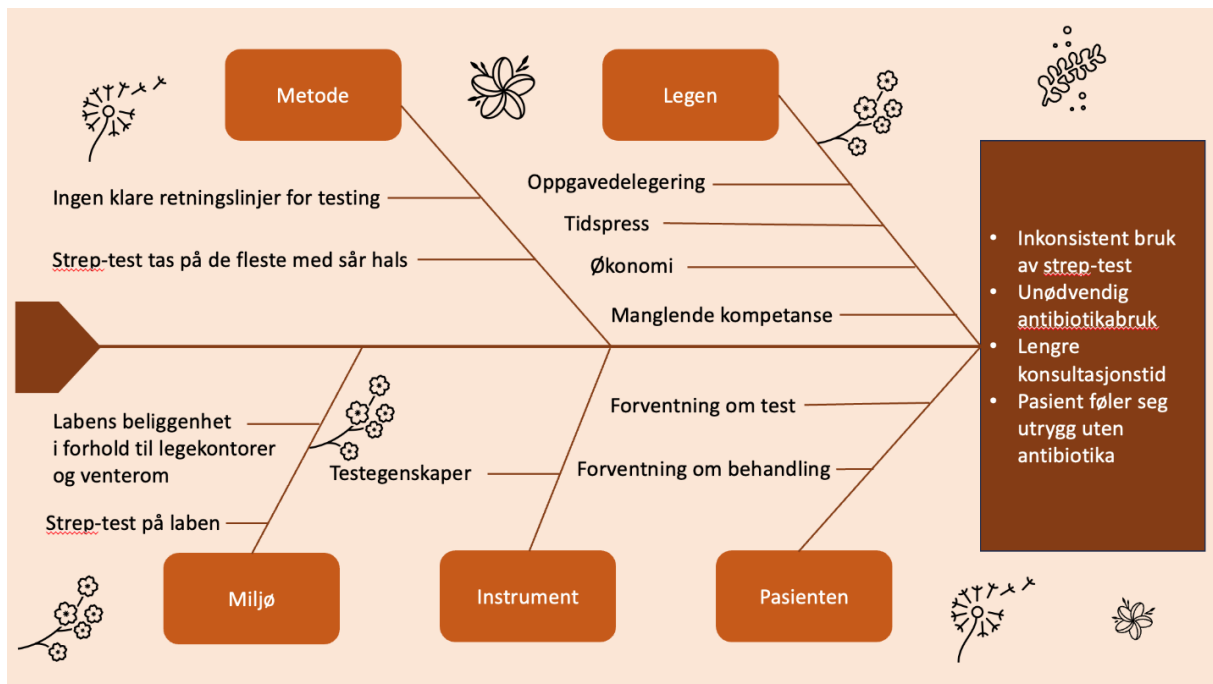 Metode
Legen
Ingen klare retningslinjer for testing
Strep-test tas på de fleste med sår hals
Oppgavedelegering
Tidspress
Økonomi
Manglende kompetanse
• Inkonsistent bruk
av strep-test
• Unødvendig
antibiotikabruk
• Lengre
konsultasjonstid
• Pasient føler seg
utrygg uten
antibiotika
Labens beliggenhet
i forhold til legekontorer
og venterom
Strep-test på laben
Testegenskaper
Forventning om test
Forventning om behandling
Miljø
Instrument
Pasienten